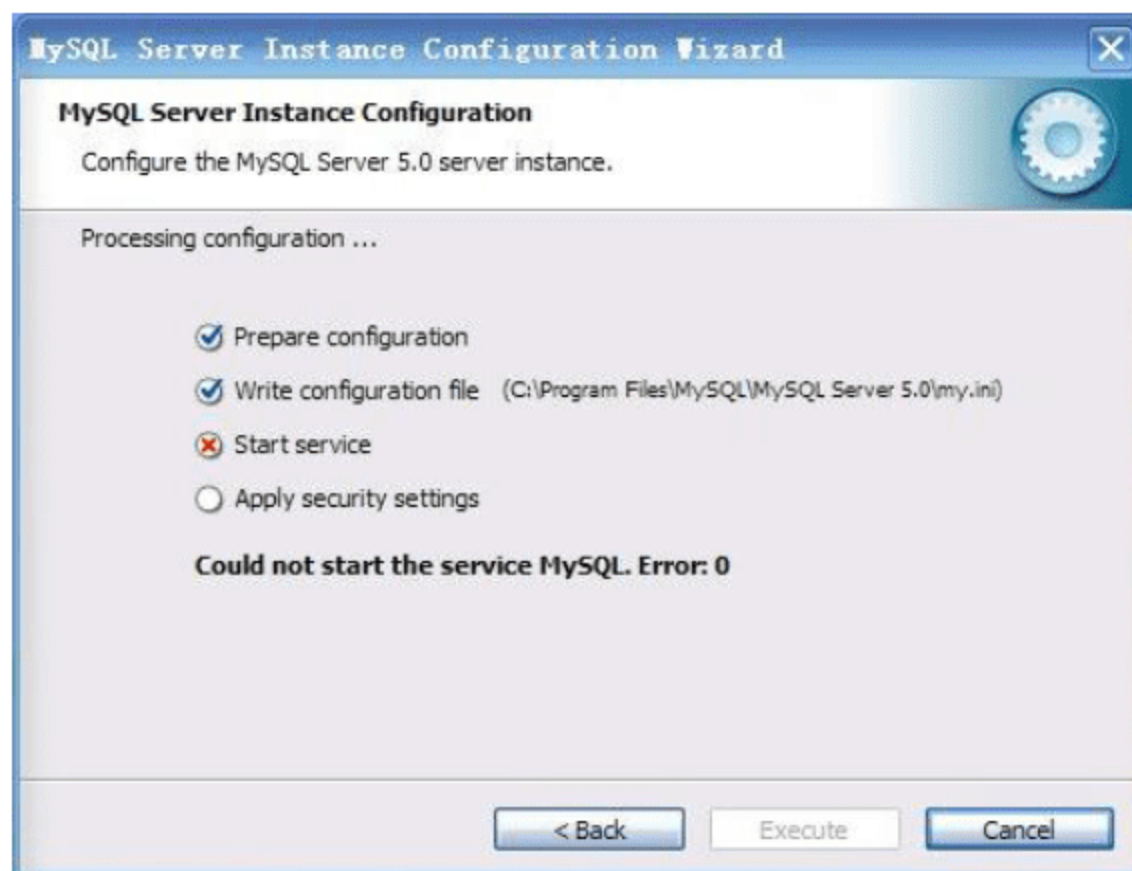 MySQL Server Instance Configuration Wizard
MySQL Server Instance Configuration
Configure the MySQL Server 5.0 server instance.
Processing configuration ...
Prepare configuration
Write configuration file (C:\Program Files\MySQL\MySQL Server 5.0\my.ini)
Start service
Apply security settings
Could not start the service MySQL. Error: 0
< Back Execute Cancel